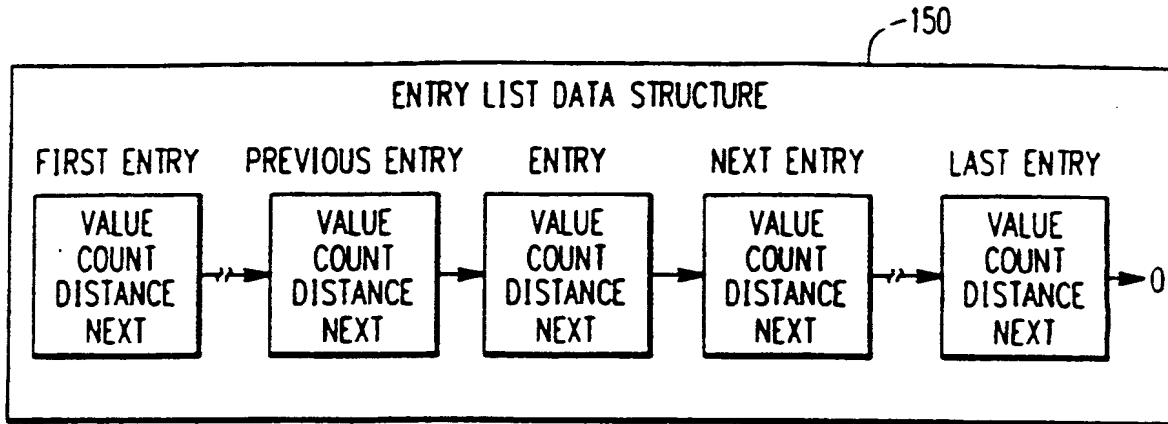 150
ENTRY LIST DATA STRUCTURE
FIRST ENTRY PREVIOUS ENTRY ENTRY NEXT ENTRY LAST ENTRY
VALUE VALUE VALUE VALUE VALUE
COUNT COUNT COUNT COUNT COUNT
DISTANCE DISTANCE DISTANCE DISTANCE DISTANCE
NEXT NEXT NEXT NEXT NEXT
0